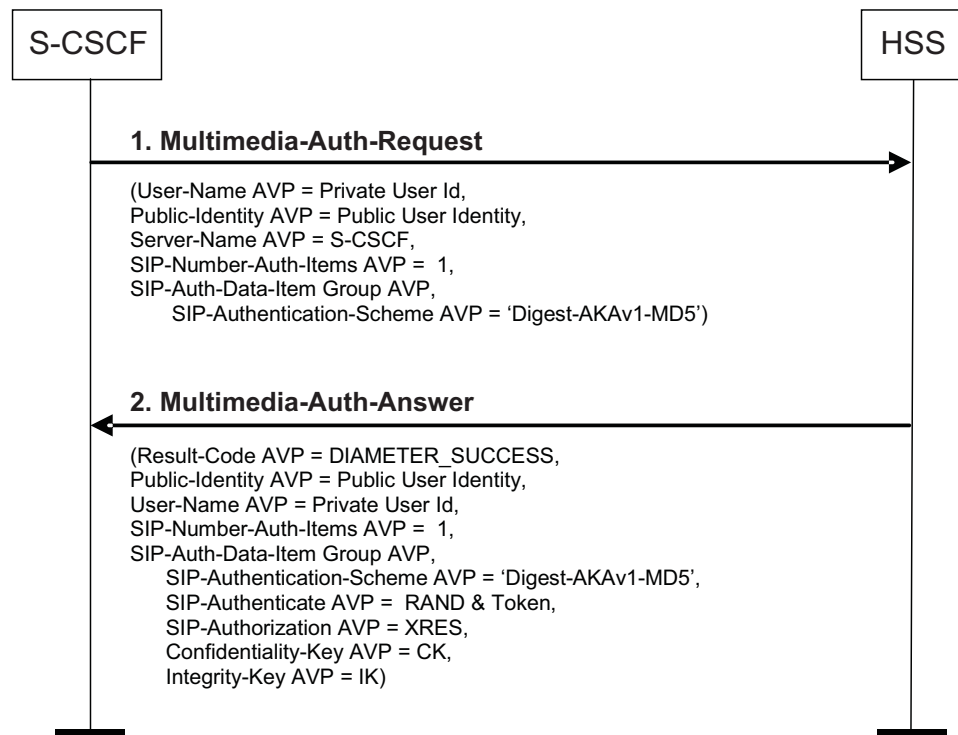 S-CSCF
HSS
1. Multimedia-Auth-Request
(User-Name AVP = Private User Id,
Public-Identity AVP = Public User Identity,
Server-Name AVP = S-CSCF,
SIP-Number-Auth-Items AVP =  1,
SIP-Auth-Data-Item Group AVP,
SIP-Authentication-Scheme AVP = ‘Digest-AKAv1-MD5’)
2. Multimedia-Auth-Answer
(Result-Code AVP = DIAMETER_SUCCESS,
Public-Identity AVP = Public User Identity,
User-Name AVP = Private User Id,
SIP-Number-Auth-Items AVP =  1,
SIP-Auth-Data-Item Group AVP,
SIP-Authentication-Scheme AVP = ‘Digest-AKAv1-MD5’,
SIP-Authenticate AVP =  RAND & Token,
SIP-Authorization AVP = XRES,
Confidentiality-Key AVP = CK,
Integrity-Key AVP = IK)